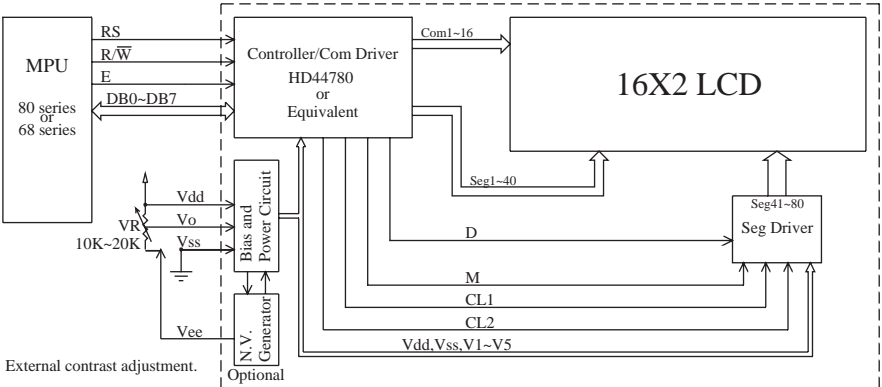 MPU
80 series
or
68 series
RS
R/W̅
E
DB0~DB7
Controller/Com Driver
HD44780
or
Equivalent
Com1~16
16X2 LCD
Seg1~40
Seg41~80
Seg Driver
Vdd
Vo
Vss
VR
10K~20K
Bias and
Power Circuit
D
M
CL1
CL2
Vdd,Vss,V1~V5
Vee
N.V.
Generator
Optional
External contrast adjustment.